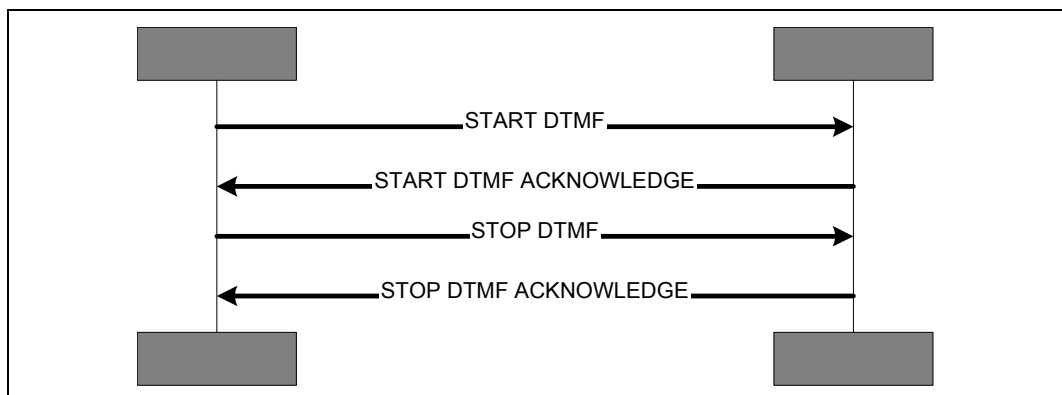 START DTMF
START DTMF ACKNOWLEDGE
STOP DTMF
STOP DTMF ACKNOWLEDGE